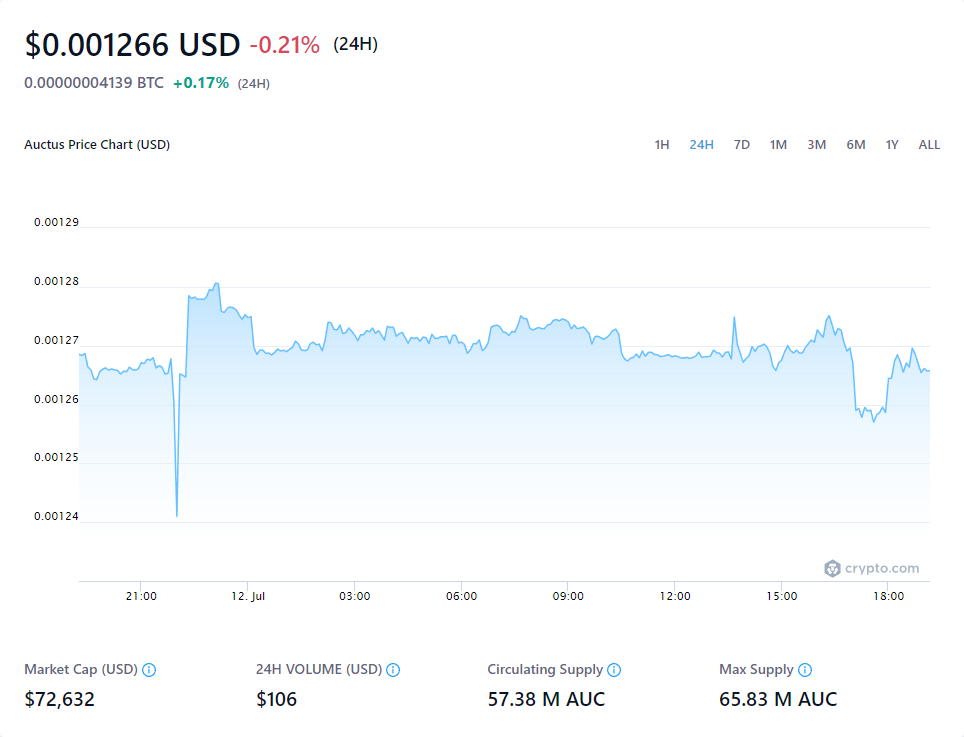 $0.001266 USD -0.21% (24H)
0.00000004139 BTC +0.17% (24H)
Auctus Price Chart (USD) 1H 24H 7D 1M 3M 6M 1Y ALL
0.00129
0.00128
0.00127
0.00126
0.00125
0.00124
crypto.com
21:00 12. Jul 03:00 06:00 09:00 12:00 15:00 18:00
Market Cap (USD) 24H VOLUME (USD) Circulating Supply Max Supply
$72,632 $106 57.38 M AUC 65.83 M AUC